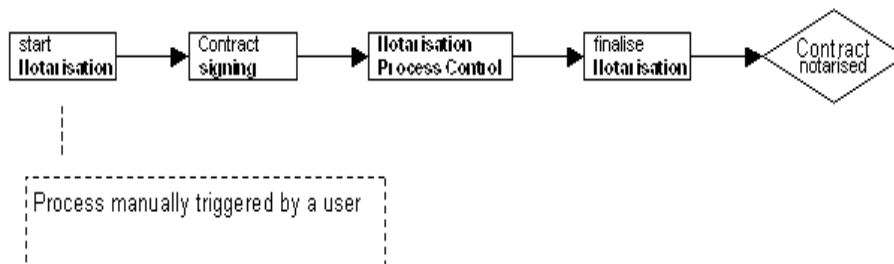 start
Notarisation
Contract
signing
Notarisation
Process Control
finalise
Notarisation
Contract
notarised
Process manually triggered by a user